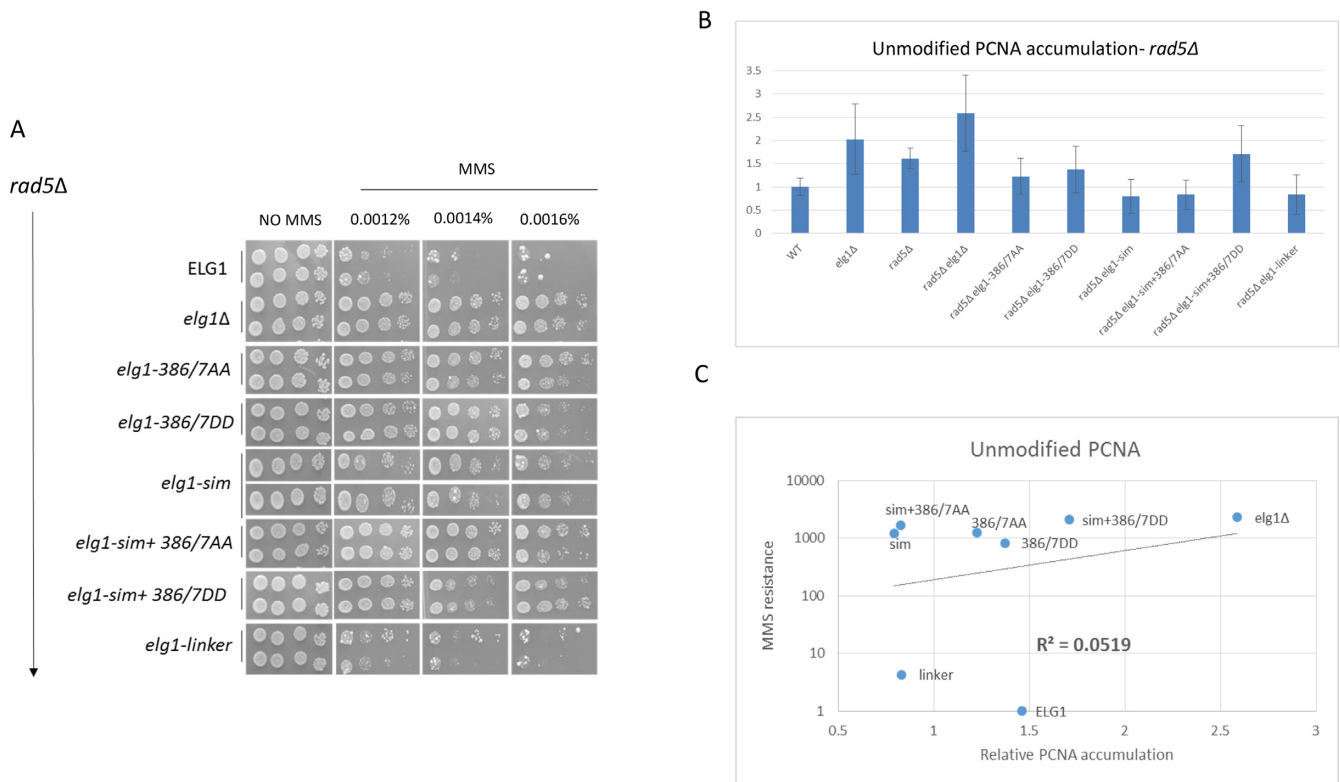 A
rad5Δ
MMS
NO MMS 0.0012% 0.0014% 0.0016%
ELG1
elg1Δ
elg1-386/7AA
elg1-386/7DD
elg1-sim
elg1-sim+ 386/7AA
elg1-sim+ 386/7DD
elg1-linker
B
Unmodified PCNA accumulation- rad5Δ
4
3.5
3
2.5
2
1.5
1
0.5
0
WT
elg1Δ
rad5Δ
rad5Δ elg1Δ
rad5Δ elg1-386/7AA
rad5Δ elg1-386/7DD
rad5Δ elg1-sim
rad5Δ elg1-sim+386/7AA
rad5Δ elg1-sim+386/7DD
rad5Δ elg1-linker
C
Unmodified PCNA
MMS resistance
10000
1000
100
10
1
sim+386/7AA
sim
386/7AA
386/7DD
sim+386/7DD
elg1Δ
R² = 0.0519
linker
ELG1
0.5 1 1.5 2 2.5 3
Relative PCNA accumulation